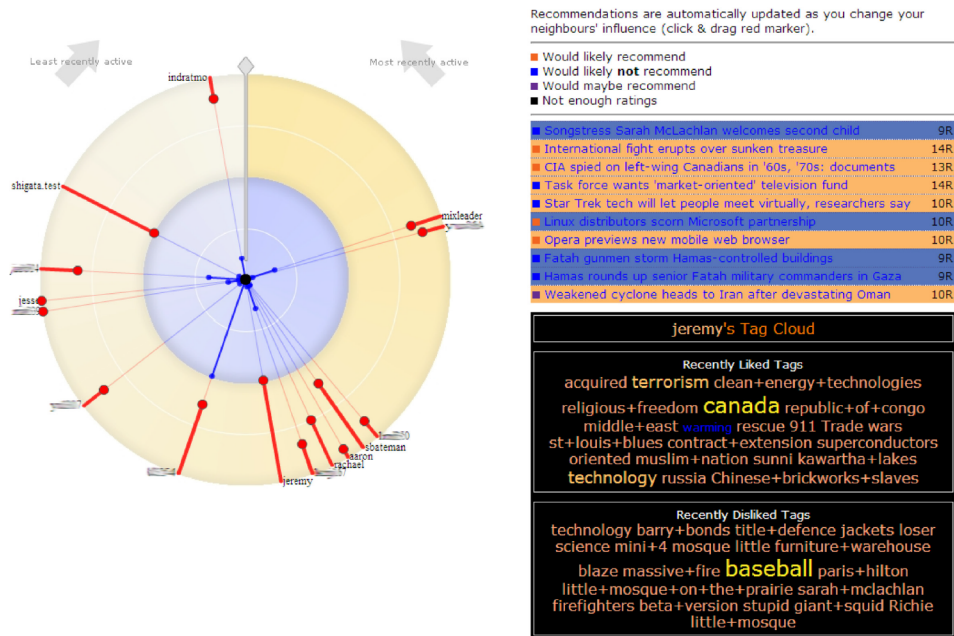 Recommendations are automatically updated as you change your
neighbours' influence (click & drag red marker).
Would likely recommend
Would likely not recommend
Would maybe recommend
Not enough ratings
Least recently active
Most recently active
indratmo
shigata.test
mixleader
jesse
sbateman
aaron
rachael
jeremy
Songstress Sarah McLachlan welcomes second child 9R
International fight erupts over sunken treasure 14R
CIA spied on left-wing Canadians in '60s, '70s: documents 13R
Task force wants 'market-oriented' television fund 14R
Star Trek tech will let people meet virtually, researchers say 10R
Linux distributors scorn Microsoft partnership 10R
Opera previews new mobile web browser 10R
Fatah gunmen storm Hamas-controlled buildings 9R
Hamas rounds up senior Fatah military commanders in Gaza 9R
Weakened cyclone heads to Iran after devastating Oman 10R
jeremy's Tag Cloud
Recently Liked Tags
acquired terrorism clean+energy+technologies
religious+freedom canada republic+of+congo
middle+east warming rescue 911 Trade wars
st+louis+blues contract+extension superconductors
oriented muslim+nation sunni kawartha+lakes
technology russia Chinese+brickworks+slaves
Recently Disliked Tags
technology barry+bonds title+defence jackets loser
science mini+4 mosque little furniture+warehouse
blaze massive+fire baseball paris+hilton
little+mosque+on+the+prairie sarah+mclachlan
firefighters beta+version stupid giant+squid Richie
little+mosque